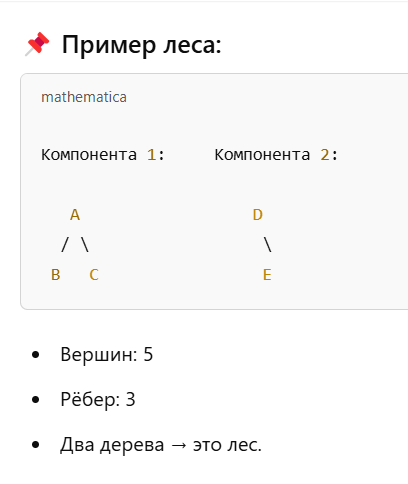 📌 Пример леса:
mathematica
Компонента 1:     Компонента 2:
   A                  D
  / \                  \
 B   C                 E
• Вершин: 5
• Рёбер: 3
• Два дерева → это лес.